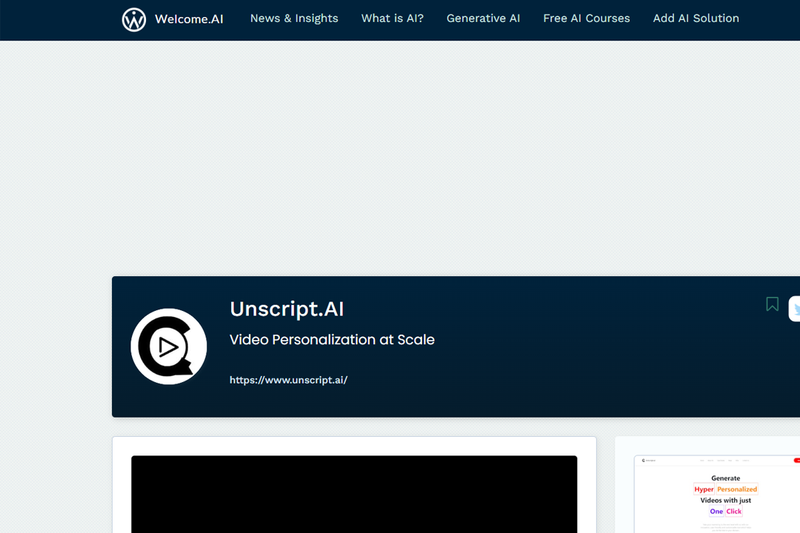 Welcome.AI News & Insights What is AI? Generative AI Free AI Courses Add AI Solution
Unscript.AI
Video Personalization at Scale
https://www.unscript.ai/
Generate
Hyper Personalized
Videos with just
One Click